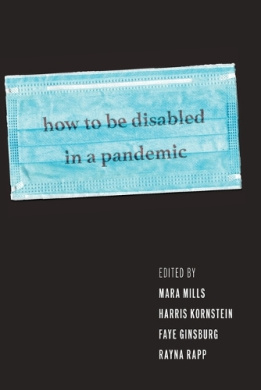 how to be disabled
in a pandemic
EDITED BY
MARA MILLS
HARRIS KORNSTEIN
FAYE GINSBURG
RAYNA RAPP